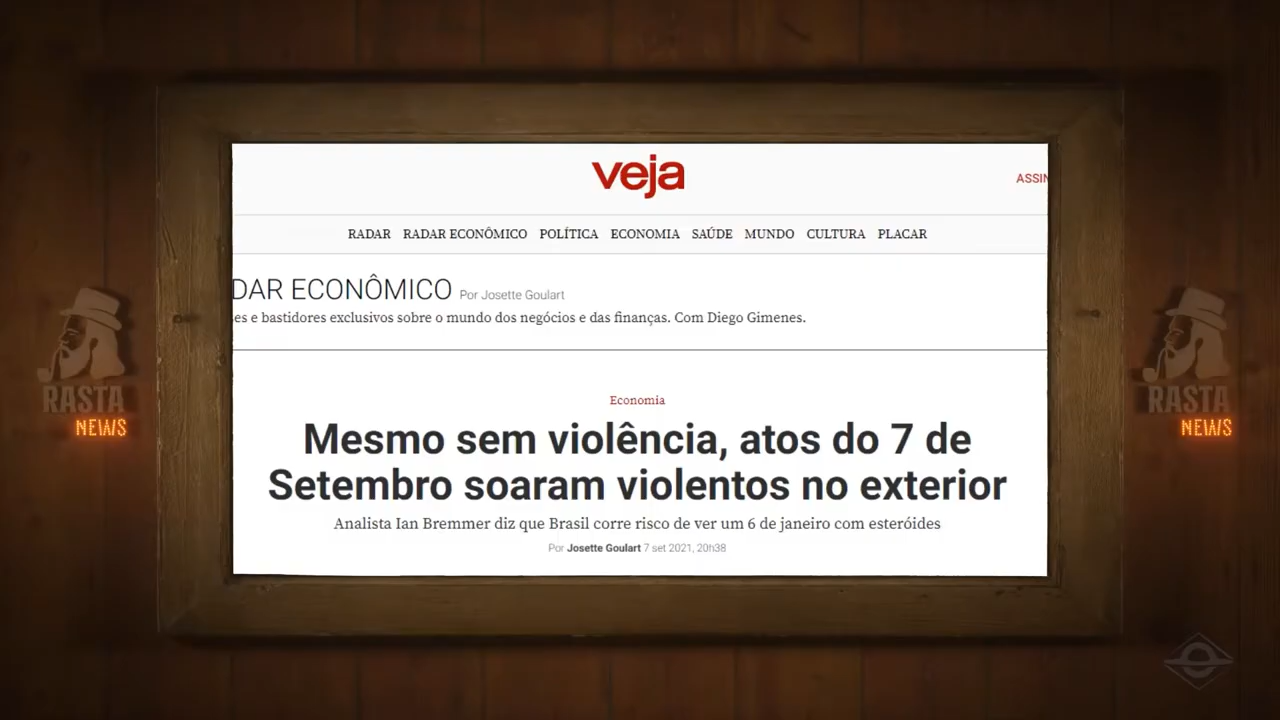 veja
ASSIN
RADAR RADAR ECONÔMICO POLÍTICA ECONOMIA SAÚDE MUNDO CULTURA PLACAR
DAR ECONÔMICO Por Josette Goulart
es e bastidores exclusivos sobre o mundo dos negócios e das finanças. Com Diego Gimenes.
Economia
Mesmo sem violência, atos do 7 de
Setembro soaram violentos no exterior
Analista Ian Bremmer diz que Brasil corre risco de ver um 6 de janeiro com esteróides
Por Josette Goulart 7 set 2021, 20h38
RASTA
NEWS
RASTA
NEWS